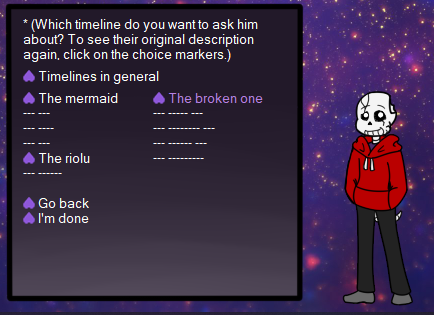 * (Which timeline do you want to ask him
about? To see their original description
again, click on the choice markers.)
Timelines in general
The mermaid
The broken one
--- ---
--- ----- ---
--- ----
--- -------- ---
--- ---
--- ------ ---
The riolu
--- ---------
--- ------
Go back
I'm done